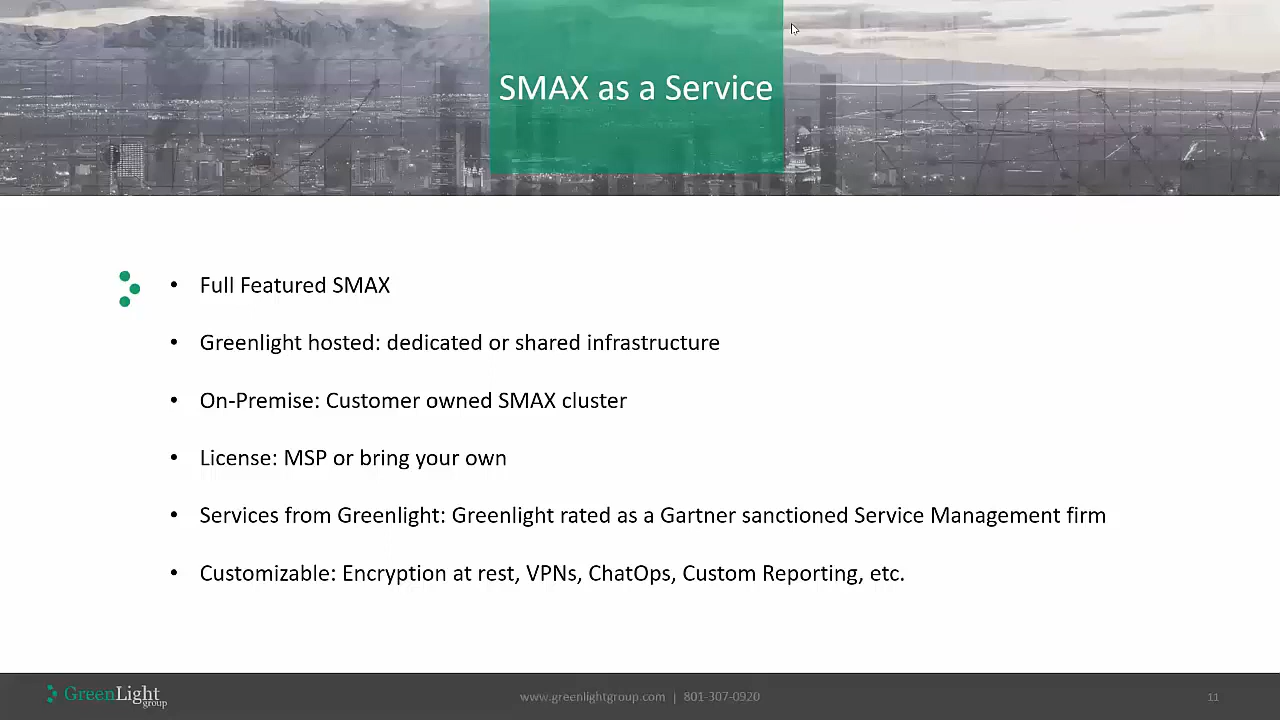 SMAX as a Service
• Full Featured SMAX
• Greenlight hosted: dedicated or shared infrastructure
• On-Premise: Customer owned SMAX cluster
• License: MSP or bring your own
• Services from Greenlight: Greenlight rated as a Gartner sanctioned Service Management firm
• Customizable: Encryption at rest, VPNs, ChatOps, Custom Reporting, etc.
GreenLight
group
www.greenlightgroup.com | 801-307-0920
11